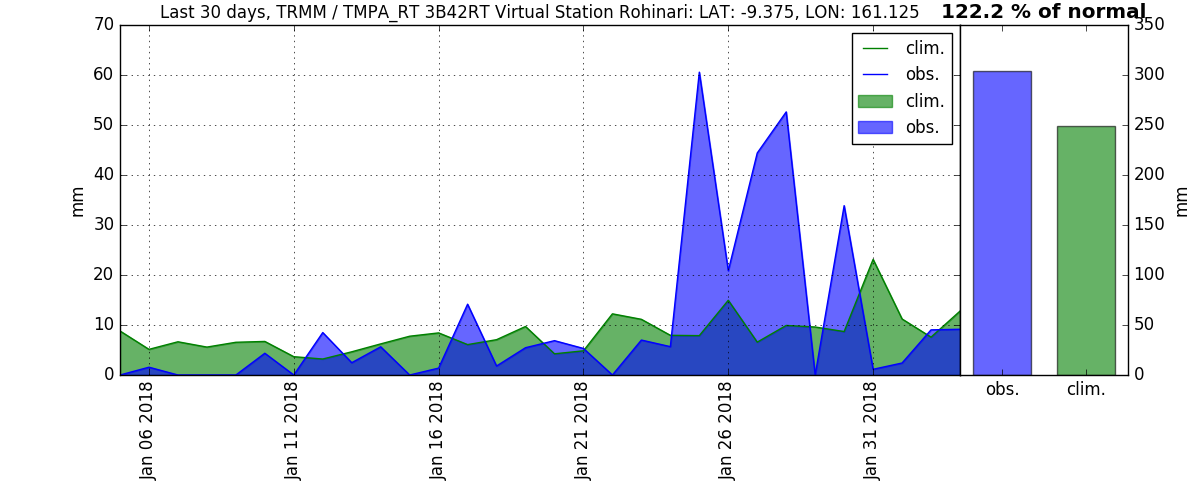 Last 30 days, TRMM / TMPA_RT 3B42RT Virtual Station Rohinari: LAT: -9.375, LON: 161.125
122.2 % of normal
70
60
50
40
30
20
10
0
mm
clim.
obs.
clim.
obs.
350
300
250
200
150
100
50
0
mm
obs.
clim.
Jan 06 2018
Jan 11 2018
Jan 16 2018
Jan 21 2018
Jan 26 2018
Jan 31 2018